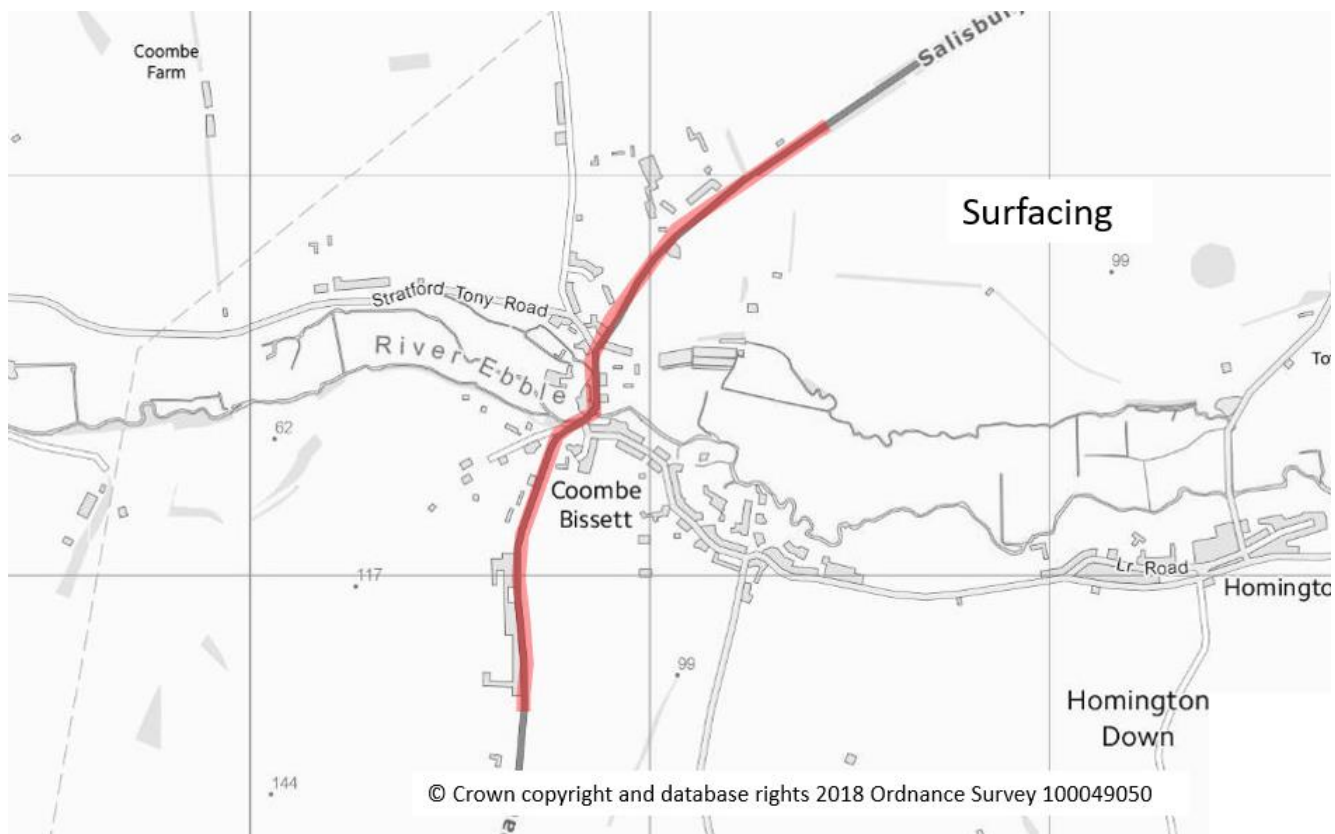 Coombe
Farm
Salisbury
Surfacing
99
Stratford Tony Road
River Ebble
62
Coombe
Bissett
Lr Road
117
99
Homington
Down
144
© Crown copyright and database rights 2018 Ordnance Survey 100049050